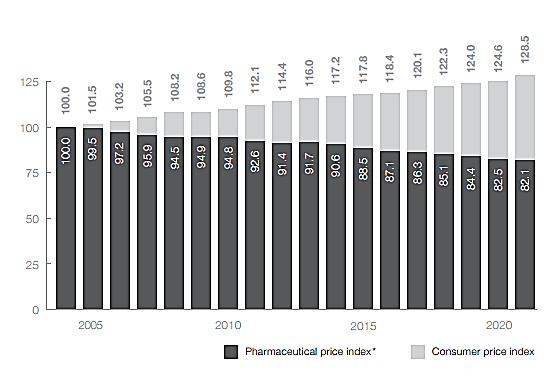 100.0 101.5 103.2 105.5 108.2 108.6 109.8 112.1 114.4 116.0 117.2 117.8 118.4 120.1 122.3 124.0 124.6 128.5
125
100
75
50
25
0
100.0 99.5 97.2 95.9 94.5 94.9 94.8 92.6 91.4 91.7 90.6 88.5 87.1 86.3 85.1 84.4 82.5 82.1
2005 2010 2015 2020
Pharmaceutical price index* Consumer price index